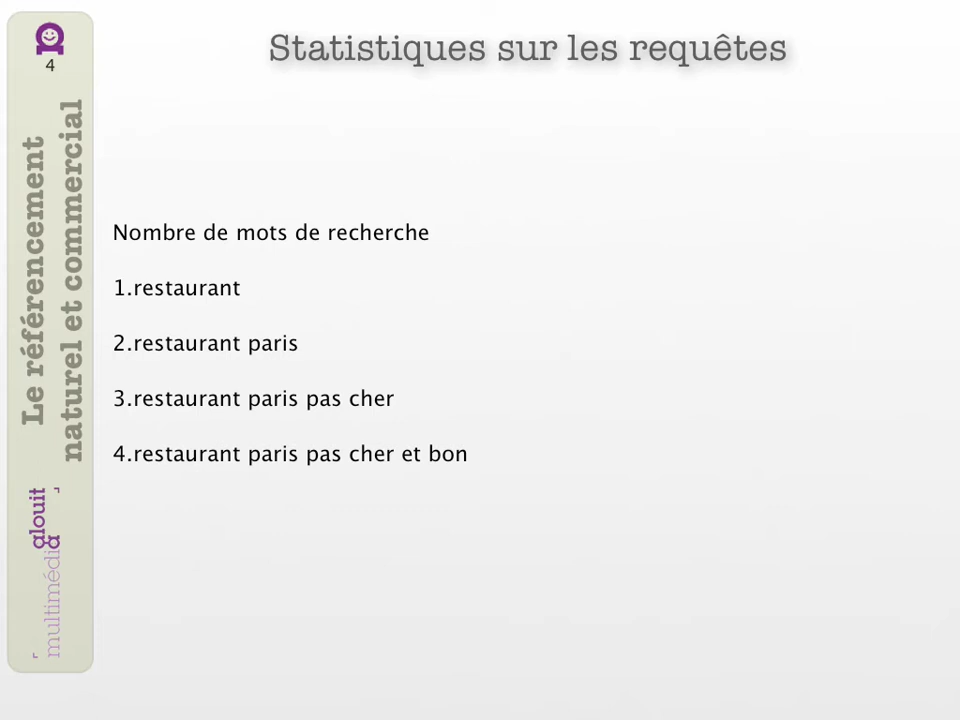 4
Le référencement
naturel et commercial
alouit
multimédia
Statistiques sur les requêtes
Nombre de mots de recherche
1.restaurant
2.restaurant paris
3.restaurant paris pas cher
4.restaurant paris pas cher et bon